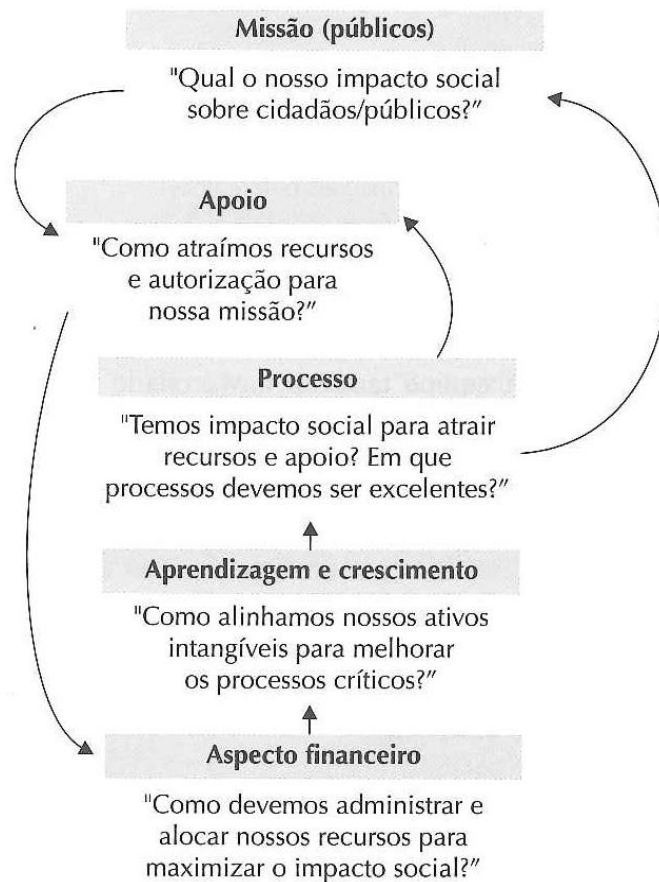 Missão (públicos)
"Qual o nosso impacto social
sobre cidadãos/públicos?"
Apoio
"Como atraímos recursos
e autorização para
nossa missão?"
Processo
"Temos impacto social para atrair
recursos e apoio? Em que
processos devemos ser excelentes?"
Aprendizagem e crescimento
"Como alinhamos nossos ativos
intangíveis para melhorar
os processos críticos?"
Aspecto financeiro
"Como devemos administrar e
alocar nossos recursos para
maximizar o impacto social?"